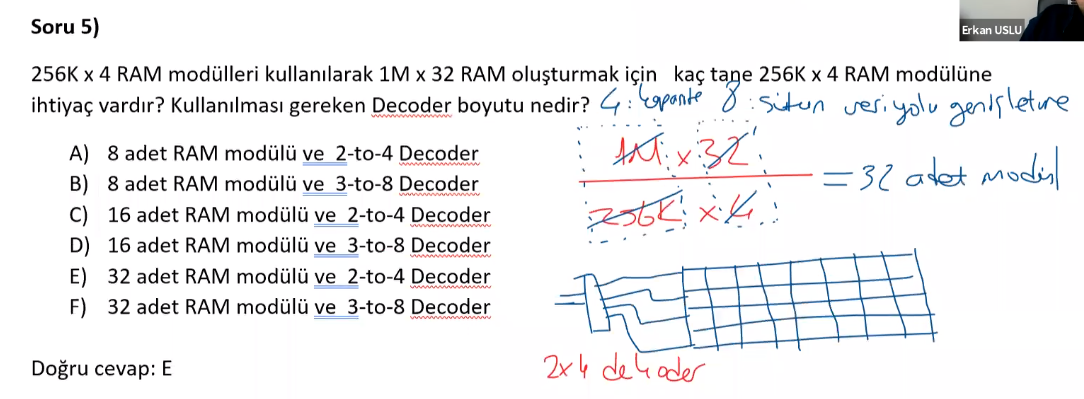 Soru 5)
Erkan USLU
256K x 4 RAM modülleri kullanılarak 1M x 32 RAM oluşturmak için kaç tane 256K x 4 RAM modülüne
ihtiyaç vardır? Kullanılması gereken Decoder boyutu nedir? 4: kapasite 8: sütun veri yolu genişletme
A) 8 adet RAM modülü ve 2-to-4 Decoder
B) 8 adet RAM modülü ve 3-to-8 Decoder
C) 16 adet RAM modülü ve 2-to-4 Decoder
D) 16 adet RAM modülü ve 3-to-8 Decoder
E) 32 adet RAM modülü ve 2-to-4 Decoder
F) 32 adet RAM modülü ve 3-to-8 Decoder
1M x 32
256K x 4
= 32 adet modül
Doğru cevap: E
2x4 dekoder